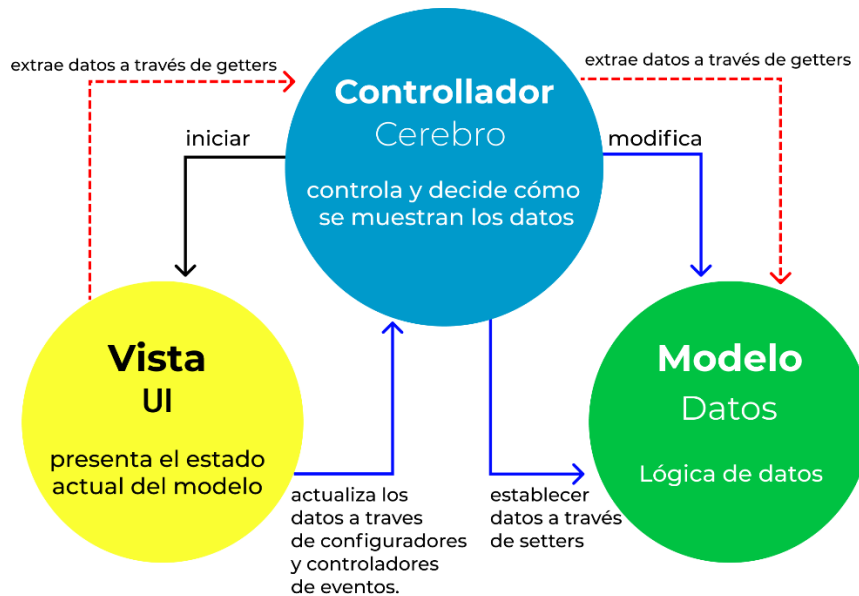 extrae datos a través de getters
extrae datos a través de getters
Controllador
Cerebro
iniciar
modifica
controla y decide cómo
se muestran los datos
Vista
UI
presenta el estado
actual del modelo
Modelo
Datos
Lógica de datos
actualiza los
datos a traves
de configuradores
y controladores
de eventos.
establecer
datos a través
de setters